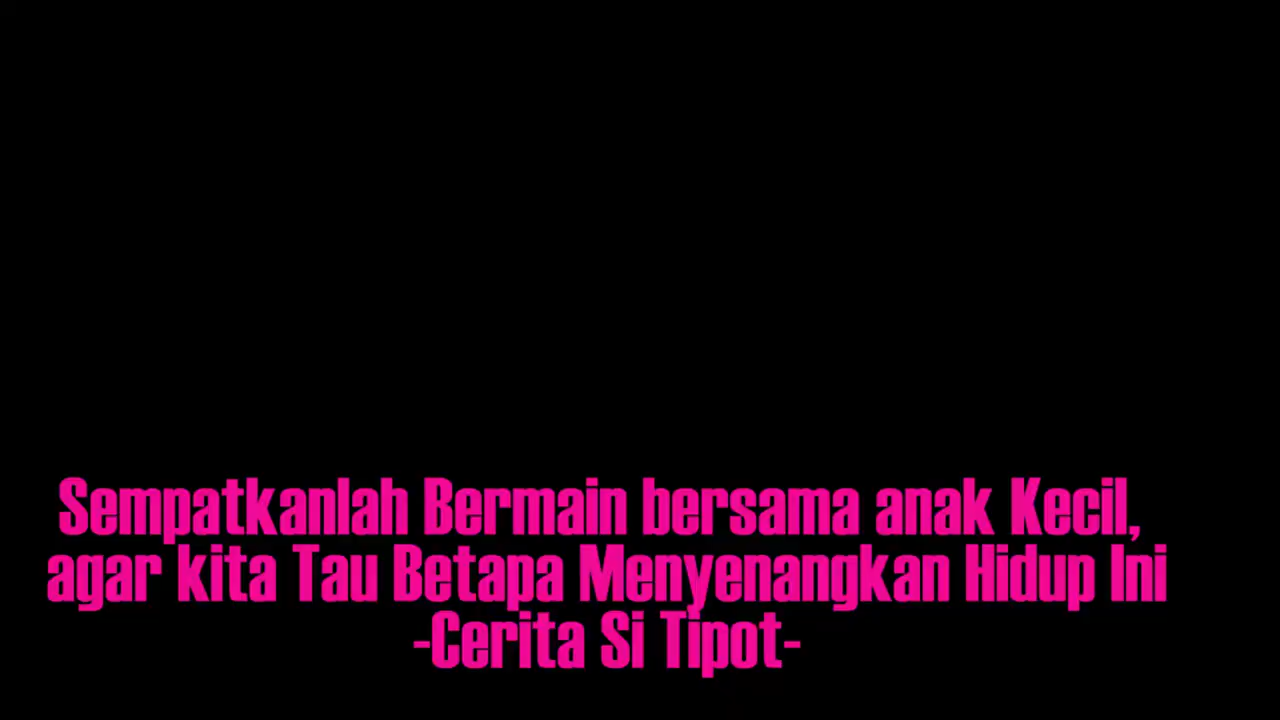 Sempatkanlah Bermain bersama anak Kecil,
agar kita Tau Betapa Menyenangkan Hidup Ini
-Cerita Si Tipot-